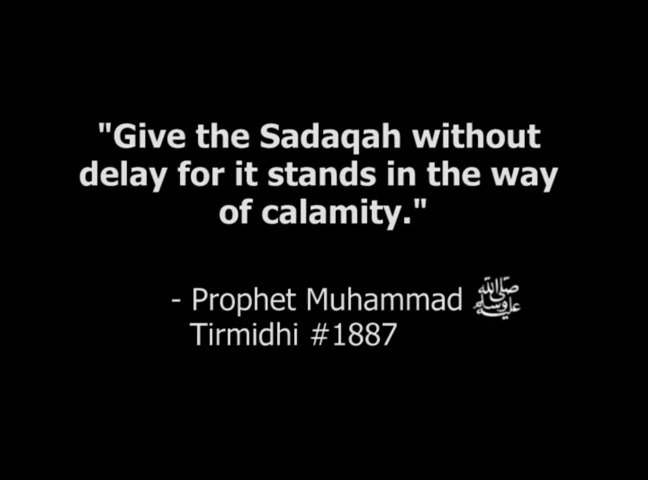 "Give the Sadaqah without
delay for it stands in the way
of calamity."
- Prophet Muhammad ﷺ
Tirmidhi #1887